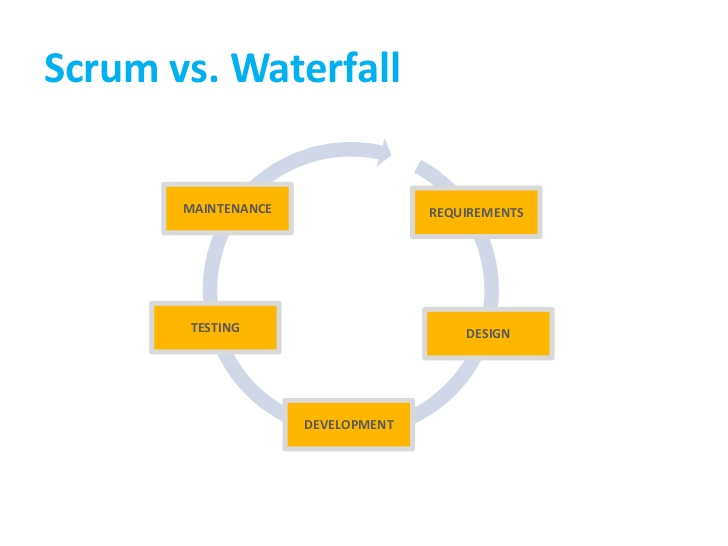 Scrum vs. Waterfall
MAINTENANCE
REQUIREMENTS
TESTING
DESIGN
DEVELOPMENT